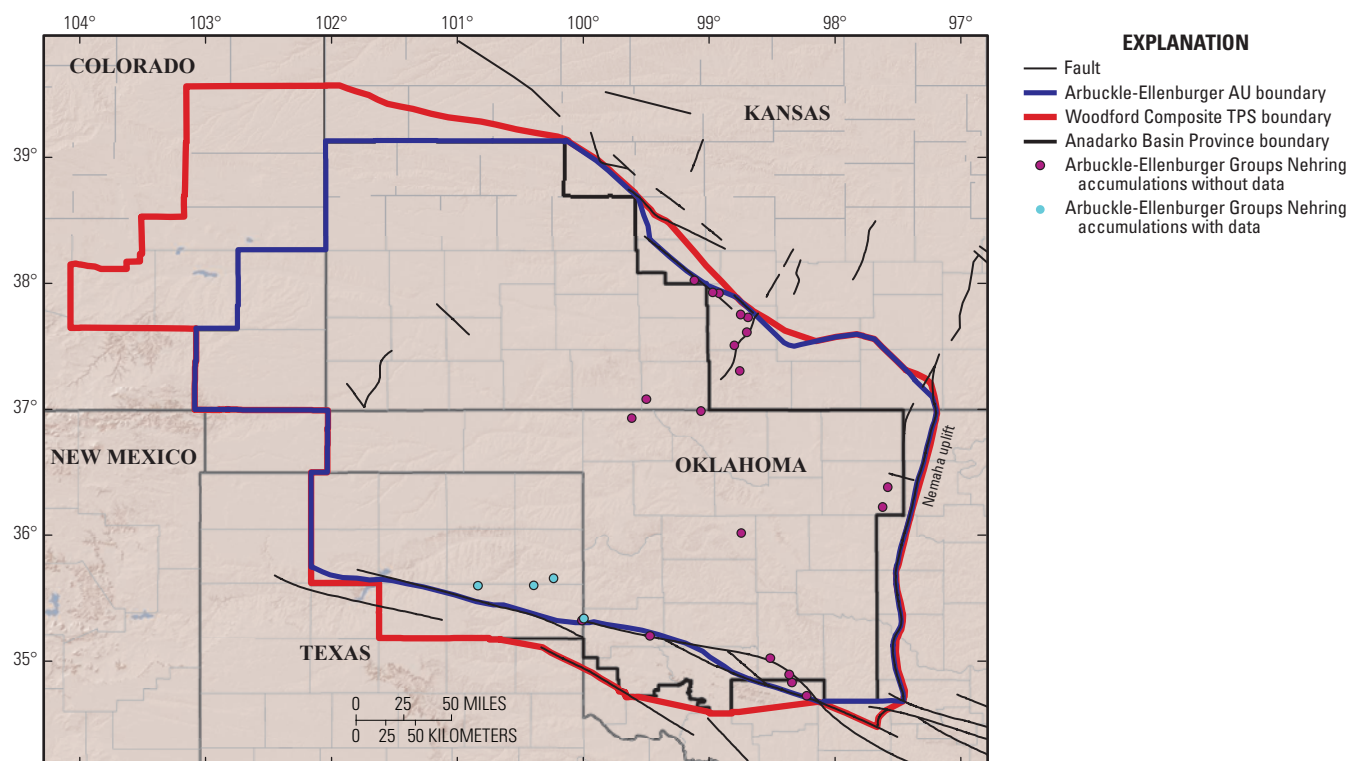 104° 103° 102° 101° 100° 99° 98° 97°
COLORADO
KANSAS
39°
38°
37°
NEW MEXICO
OKLAHOMA
Nemaha uplift
36°
35°
TEXAS
0 25 50 MILES
0 25 50 KILOMETERS
EXPLANATION
Fault
Arbuckle-Ellenburger AU boundary
Woodford Composite TPS boundary
Anadarko Basin Province boundary
Arbuckle-Ellenburger Groups Nehring
accumulations without data
Arbuckle-Ellenburger Groups Nehring
accumulations with data